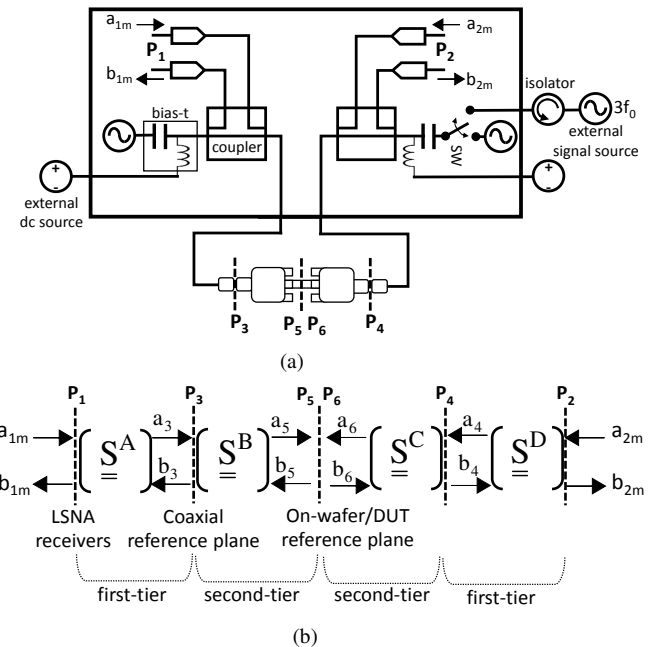 a1m
P1
b1m
a2m
P2
b2m
bias-t
coupler
isolator
3f0
external
signal source
SW
+
-
external
dc source
+
-
P3
P5 P6
P4
(a)
P1
P3
P5 P6
P4
P2
a1m
b1m
SA
a3
b3
SB
a5
b5
a6
b6
SC
a4
b4
SD
a2m
b2m
LSNA
receivers
Coaxial
reference plane
On-wafer/DUT
reference plane
first-tier
second-tier
second-tier
first-tier
(b)